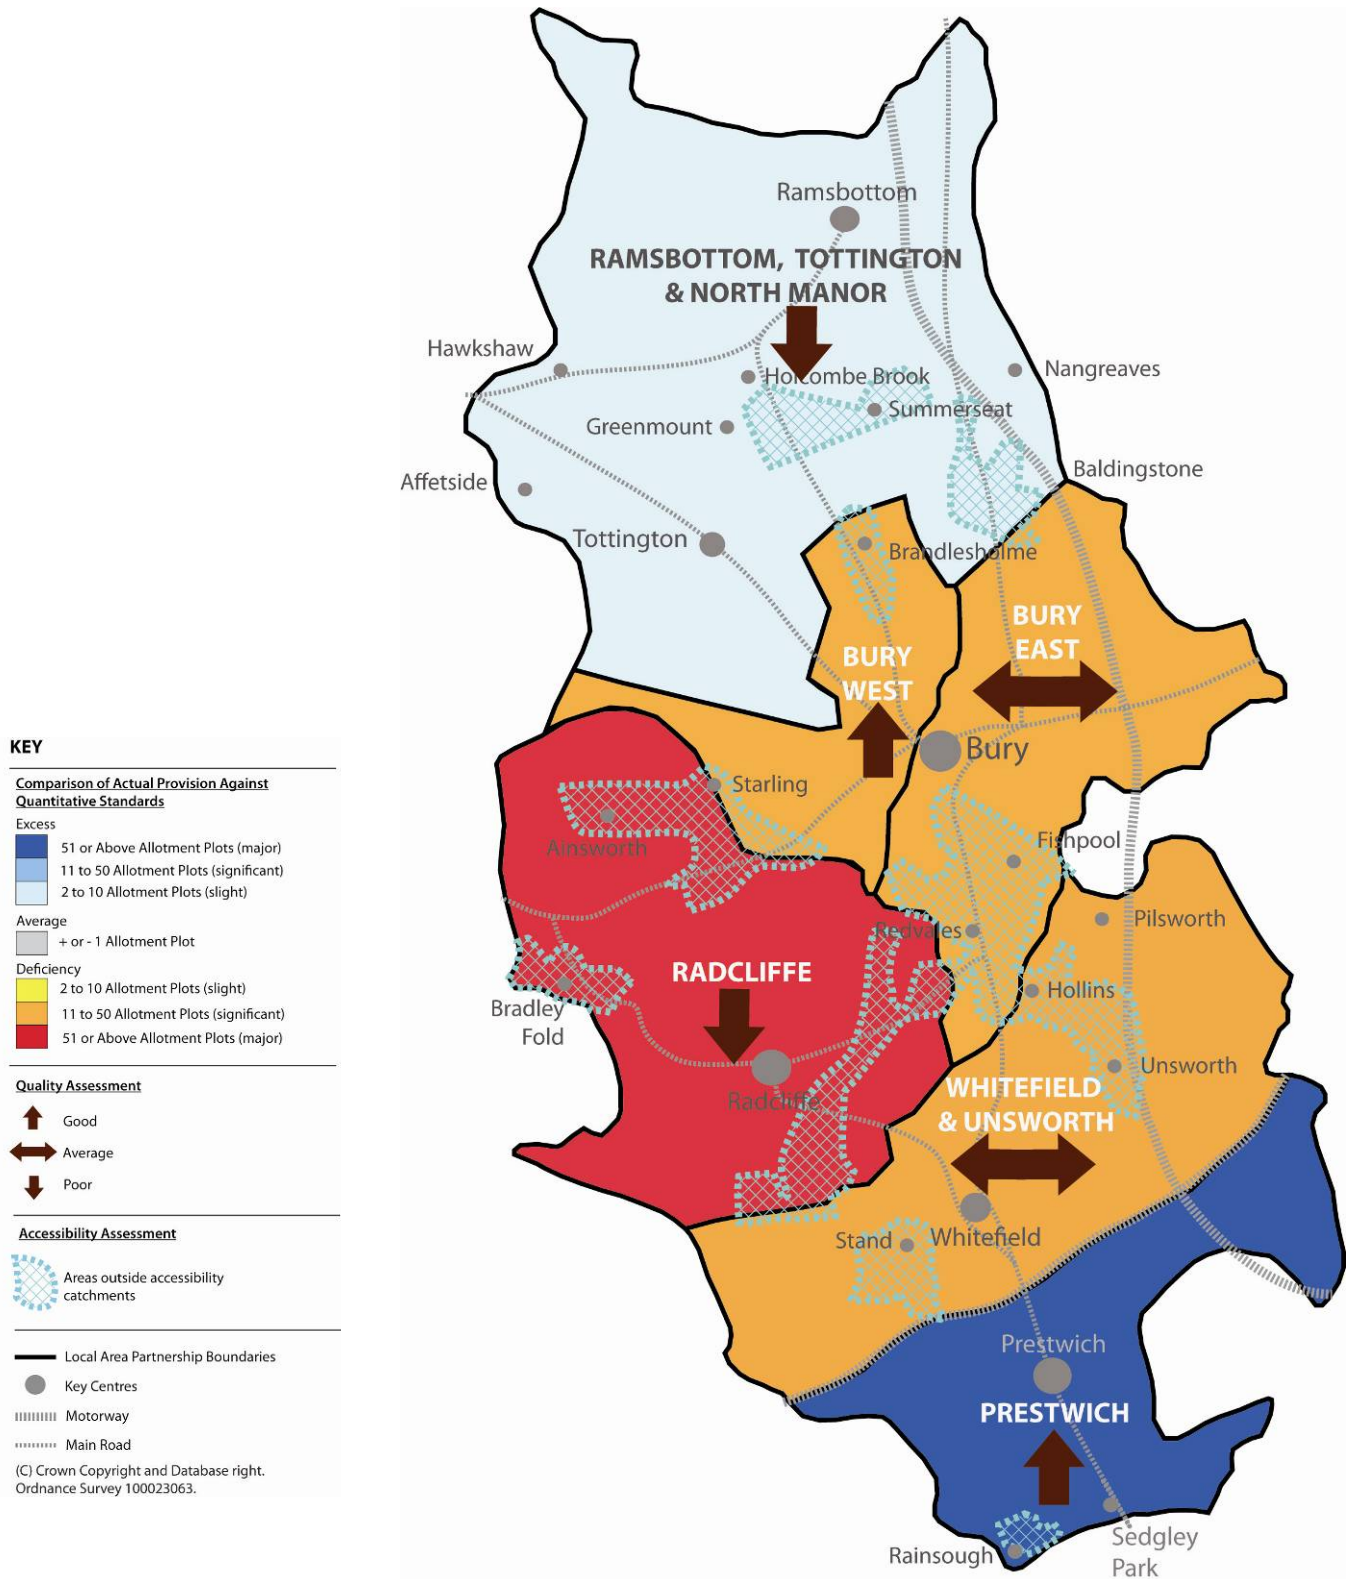 Ramsbottom
RAMSBOTTOM, TOTTINGTON
& NORTH MANOR
Hawkshaw
Holcombe Brook
Nangreaves
Summerseat
Greenmount
Baldingstone
Affetside
Tottington
Brandlesholme
BURY
EAST
BURY
WEST
Bury
Starling
Ainsworth
Fishpool
Pilsworth
Redvales
RADCLIFFE
Hollins
Bradley
Fold
Unsworth
Radcliffe
WHITEFIELD
& UNSWORTH
Stand
Whitefield
Prestwich
PRESTWICH
Sedgley
Park
Rainsough
KEY
Comparison of Actual Provision Against
Quantitative Standards
Excess
51 or Above Allotment Plots (major)
11 to 50 Allotment Plots (significant)
2 to 10 Allotment Plots (slight)
Average
+ or - 1 Allotment Plot
Deficiency
2 to 10 Allotment Plots (slight)
11 to 50 Allotment Plots (significant)
51 or Above Allotment Plots (major)
Quality Assessment
Good
Average
Poor
Accessibility Assessment
Areas outside accessibility
catchments
Local Area Partnership Boundaries
Key Centres
Motorway
Main Road
(C) Crown Copyright and Database right.
Ordnance Survey 100023063.